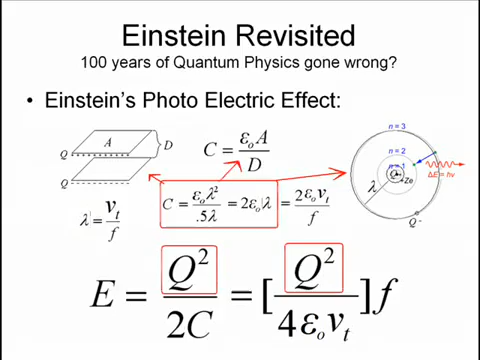 Einstein Revisited
100 years of Quantum Physics gone wrong?
• Einstein's Photo Electric Effect:
A
D
Q
Q
C = ε₀A / D
n = 3
n = 2
n = 1
Q
+Ze
ΔE = hν
λ
Q -
λ = v_t / f
C = ε₀λ² / .5λ = 2ε₀λ = 2ε₀v_t / f
E = Q² / 2C = [ Q² / 4ε₀v_t ] f